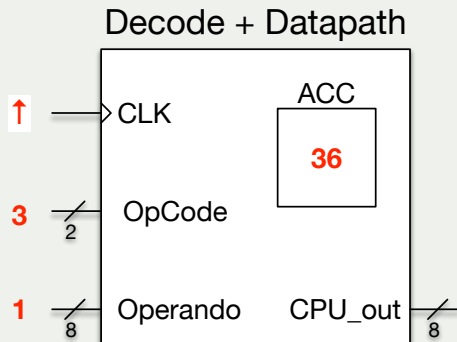 Decode + Datapath
ACC
↑ CLK
36
3 2 OpCode
1 8 Operando CPU_out 8